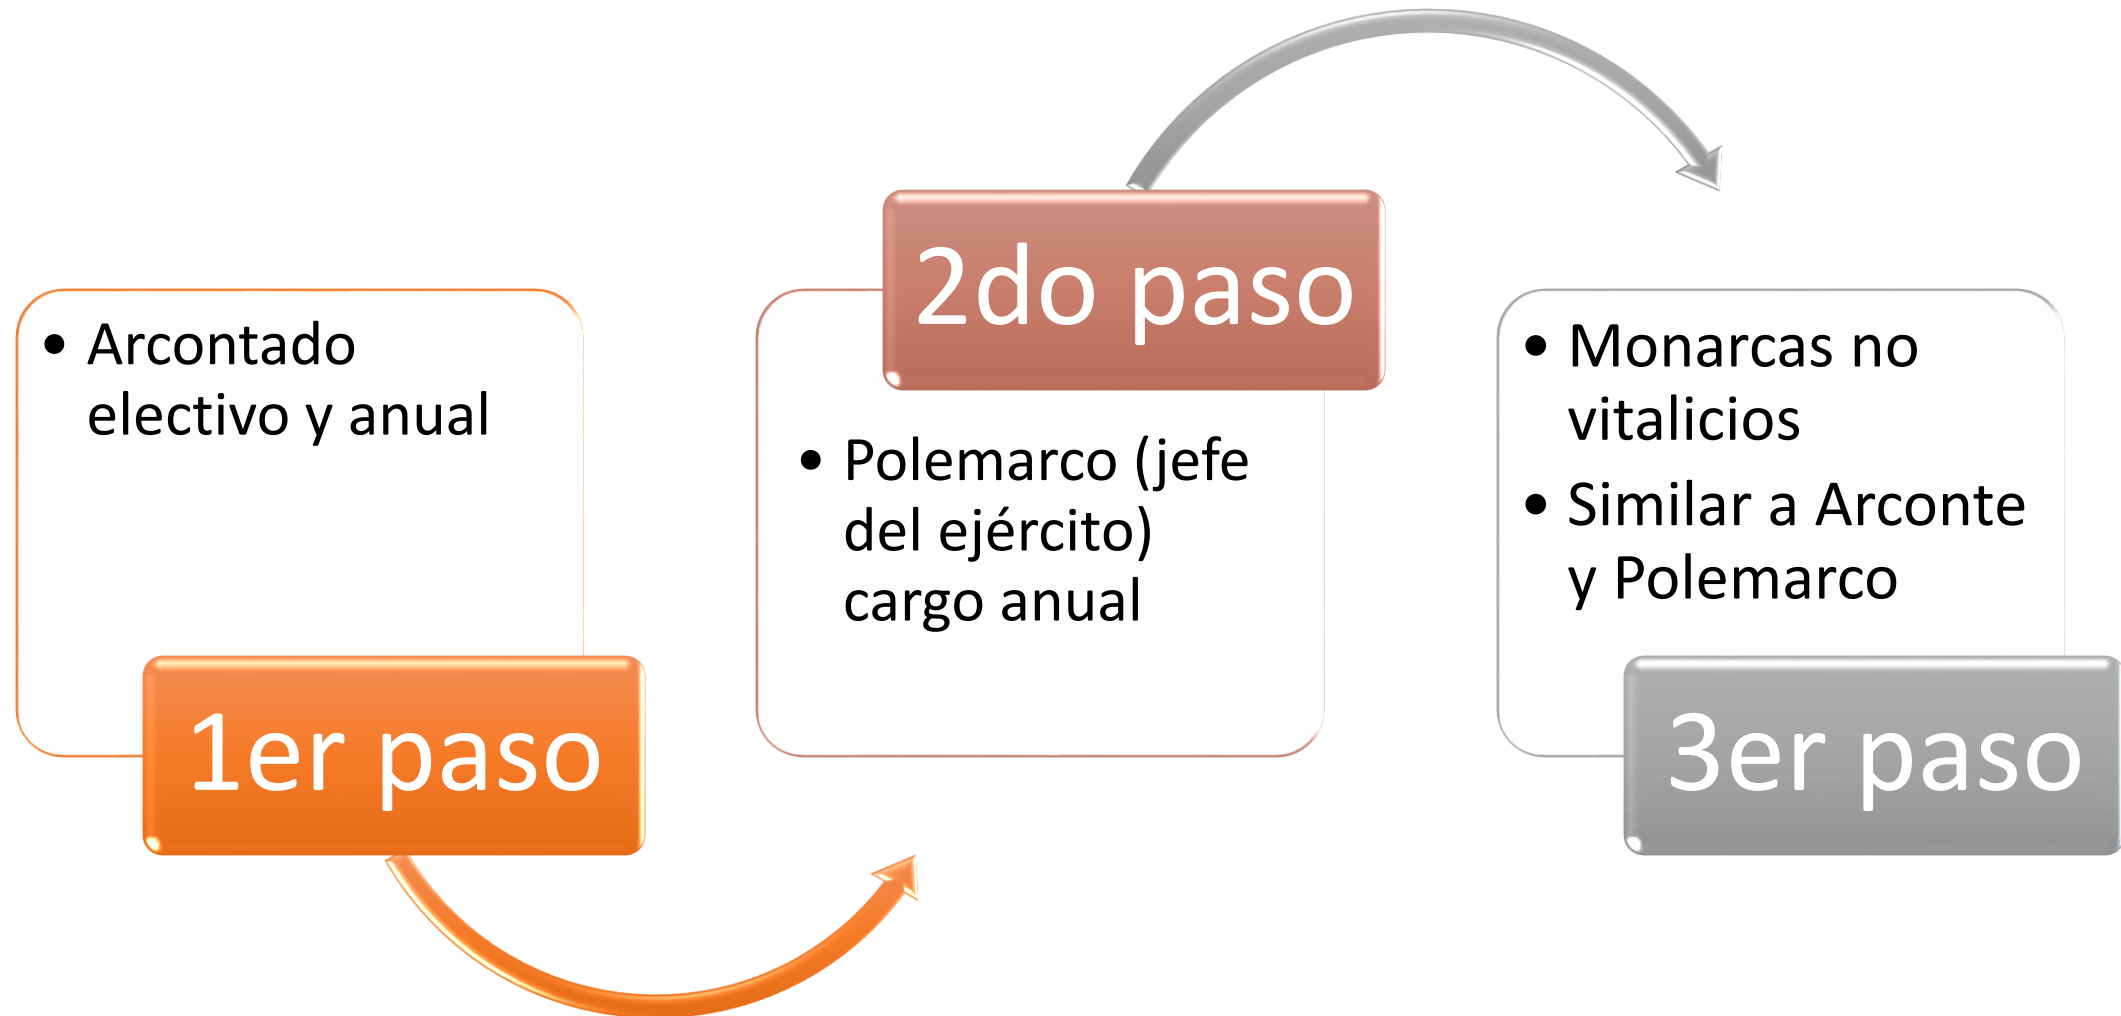 • Arcontado
electivo y anual
1er paso
2do paso
• Polemarco (jefe
del ejército)
cargo anual
• Monarcas no
vitalicios
• Similar a Arconte
y Polemarco
3er paso